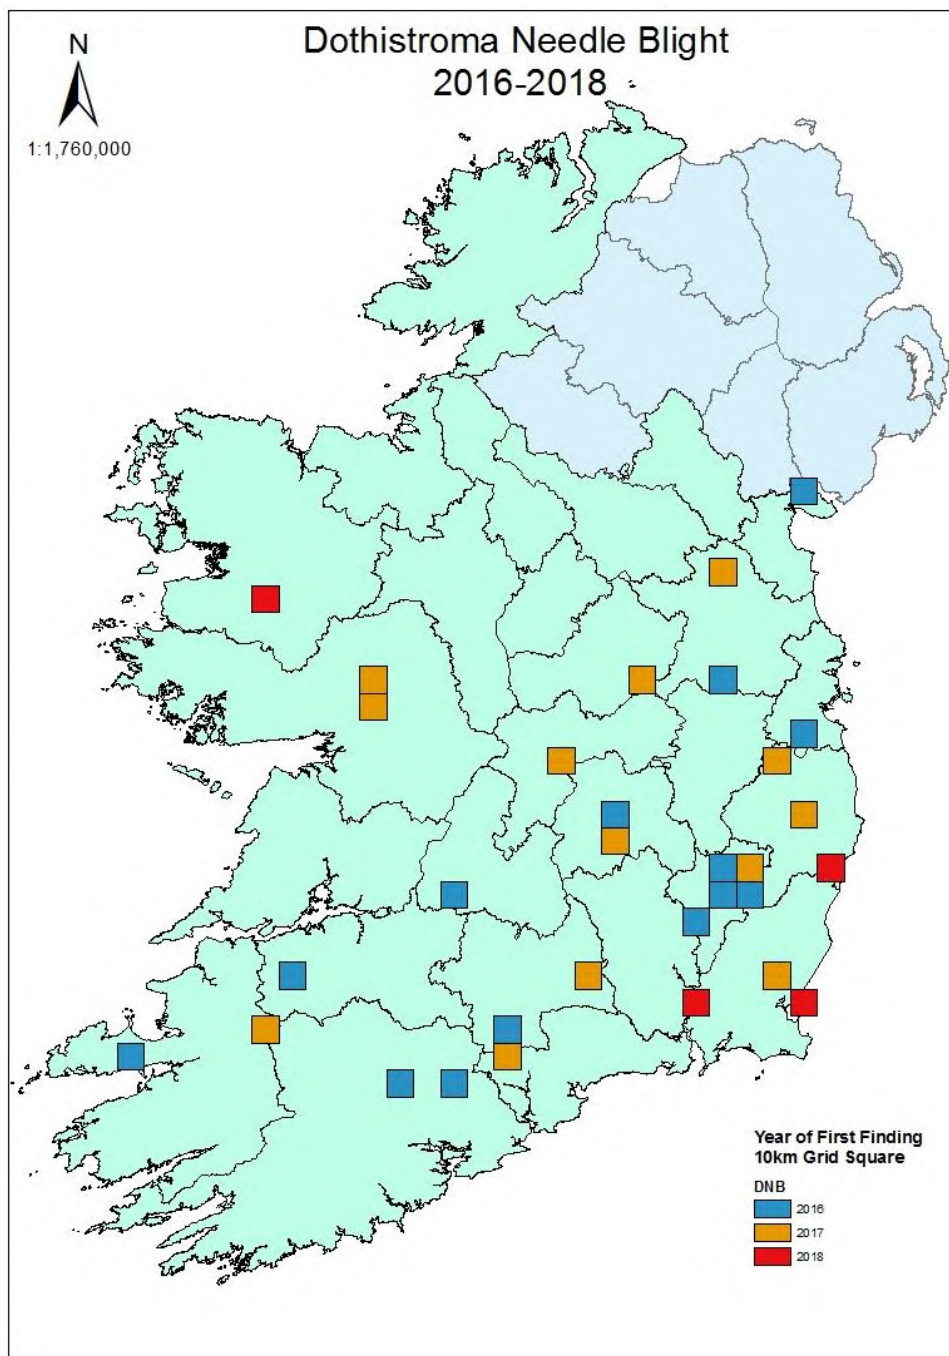 Dothistroma Needle Blight
2016-2018
N
1:1,760,000
Year of First Finding
10km Grid Square
DNB
2016
2017
2018